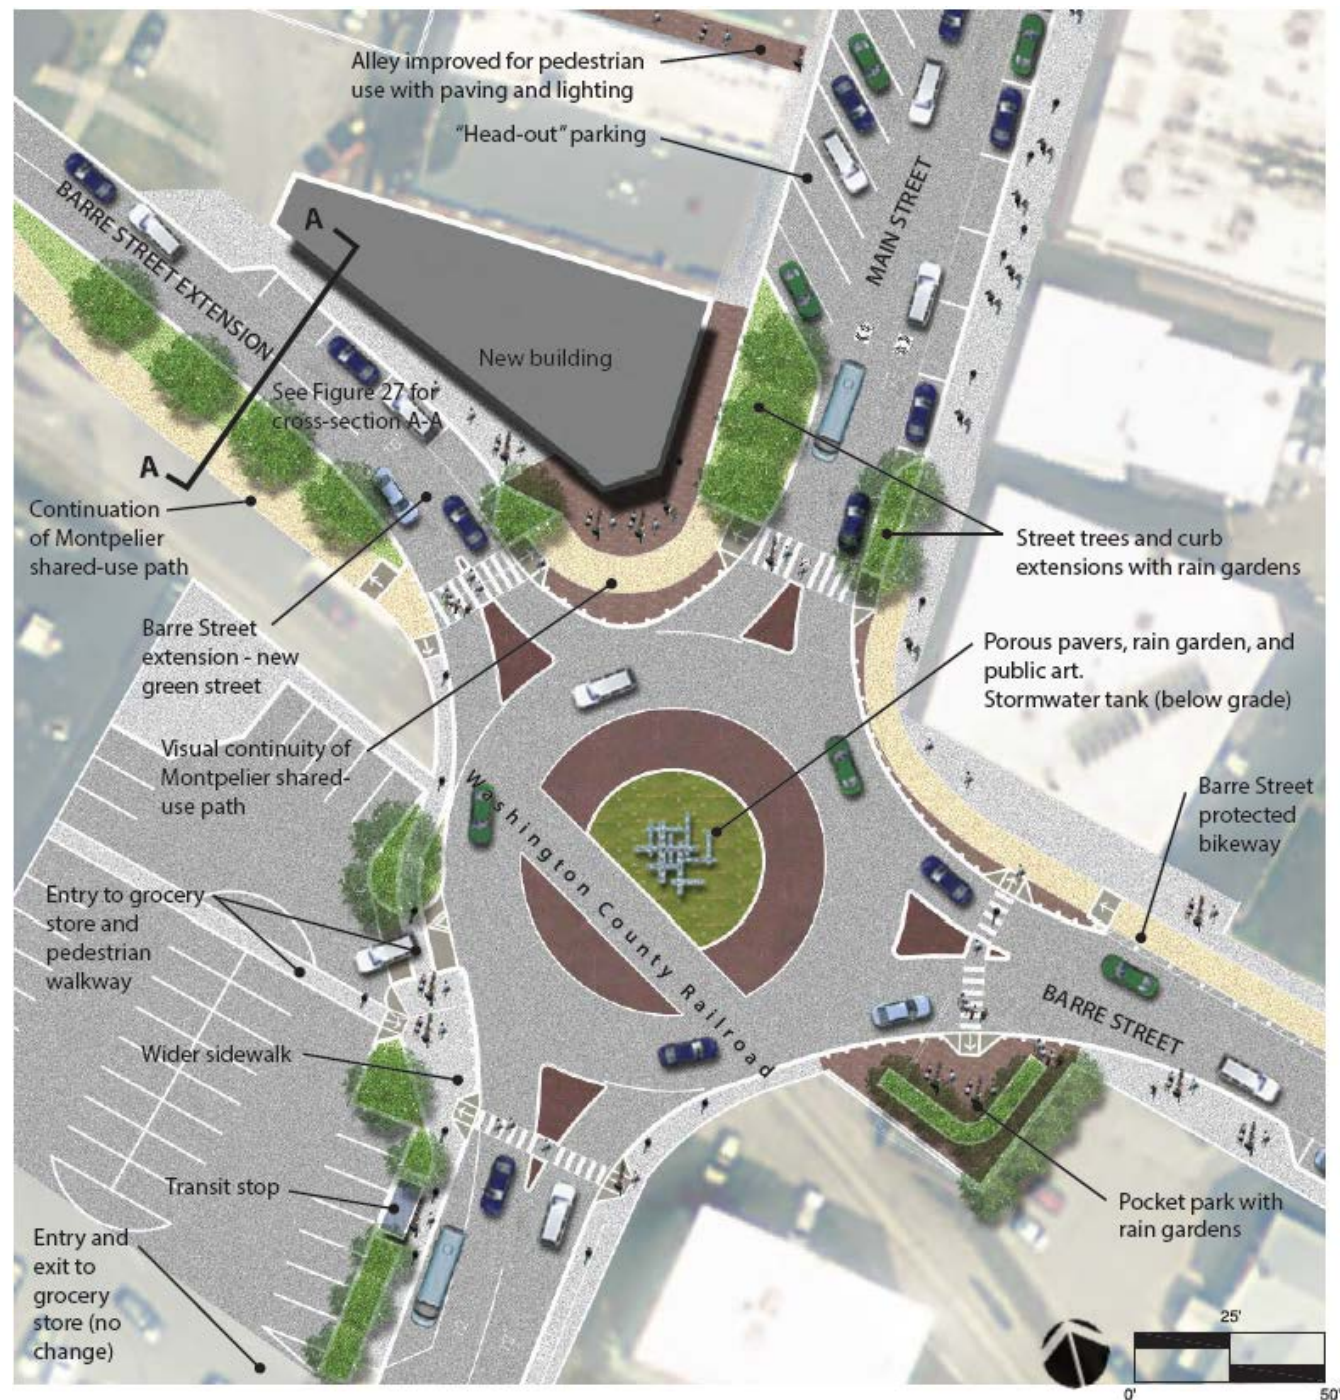 Alley improved for pedestrian
use with paving and lighting
"Head-out" parking
MAIN STREET
BARRE STREET EXTENSION
A
New building
See Figure 27 for
cross-section A-A
A
Continuation
of Montpelier
shared-use path
Street trees and curb
extensions with rain gardens
Barre Street
extension - new
green street
Porous pavers, rain garden, and
public art.
Stormwater tank (below grade)
Visual continuity of
Montpelier shared-
use path
Washington County Railroad
Barre Street
protected
bikeway
Entry to grocery
store and
pedestrian
walkway
BARRE STREET
Wider sidewalk
Transit stop
Pocket park with
rain gardens
Entry and
exit to
grocery
store (no
change)
25'
0'
50'